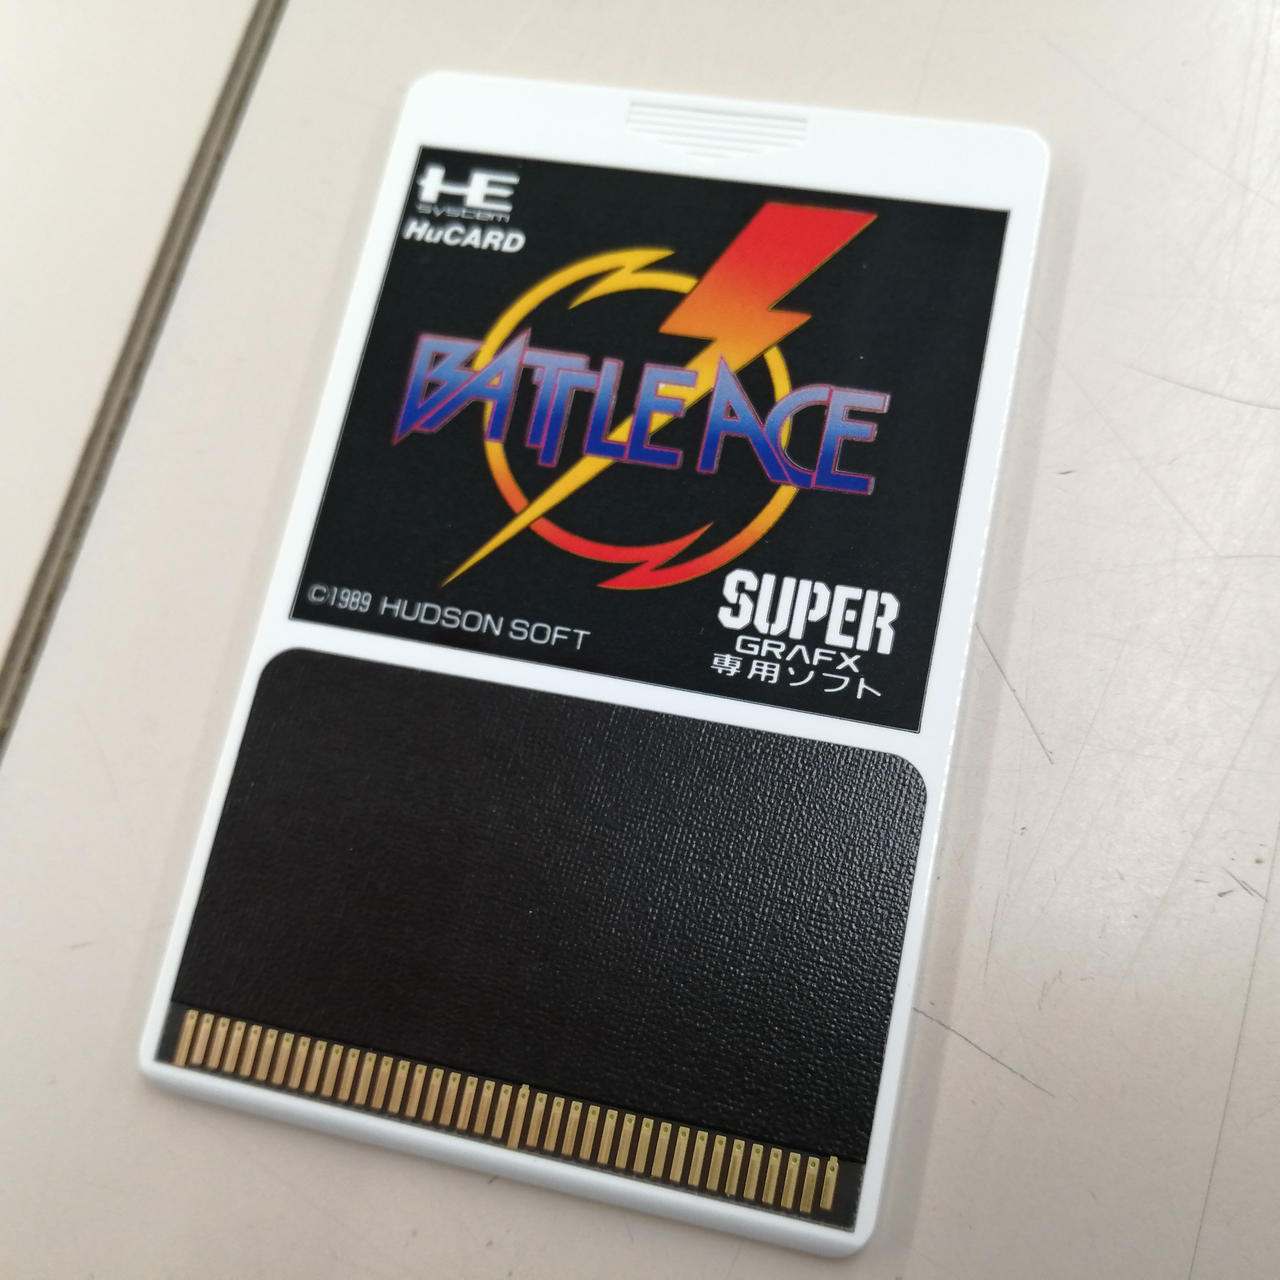 HE
system
HuCARD
BATTLE ACE
©1989 HUDSON SOFT
SUPER
GRAFX
専用ソフト